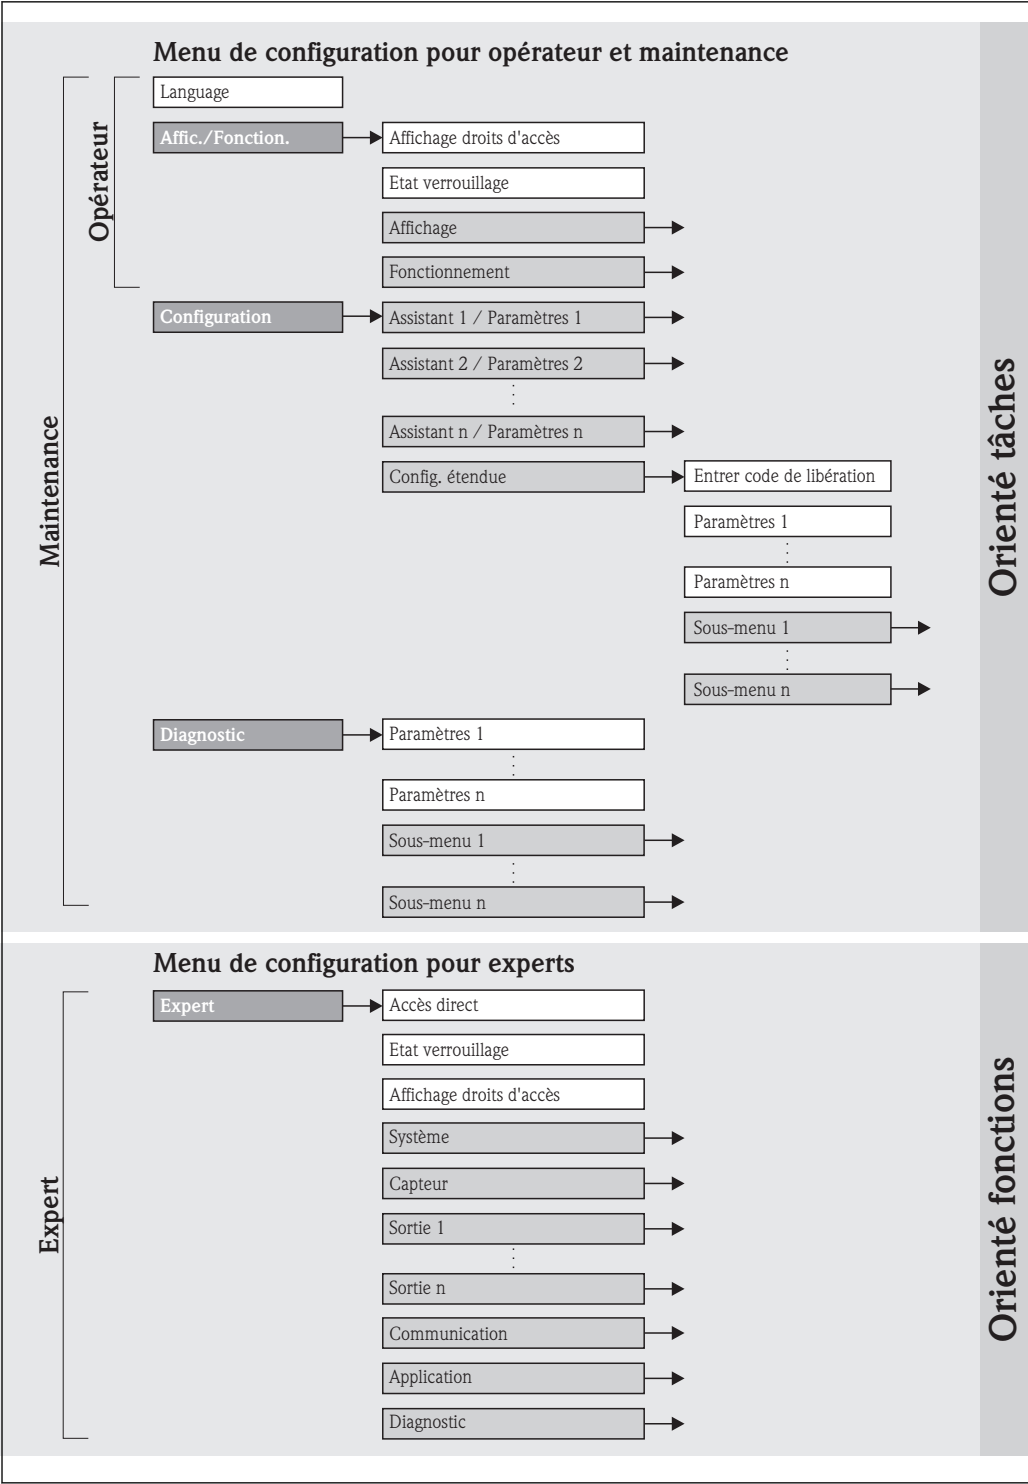 Menu de configuration pour opérateur et maintenance
Maintenance
Opérateur
Orienté tâches
Language
Affic./Fonction.
Affichage droits d'accès
Etat verrouillage
Affichage
Fonctionnement
Configuration
Assistant 1 / Paramètres 1
Assistant 2 / Paramètres 2
Assistant n / Paramètres n
Config. étendue
Entrer code de libération
Paramètres 1
Paramètres n
Sous-menu 1
Sous-menu n
Diagnostic
Paramètres 1
Paramètres n
Sous-menu 1
Sous-menu n
Menu de configuration pour experts
Expert
Orienté fonctions
Expert
Accès direct
Etat verrouillage
Affichage droits d'accès
Système
Capteur
Sortie 1
Sortie n
Communication
Application
Diagnostic